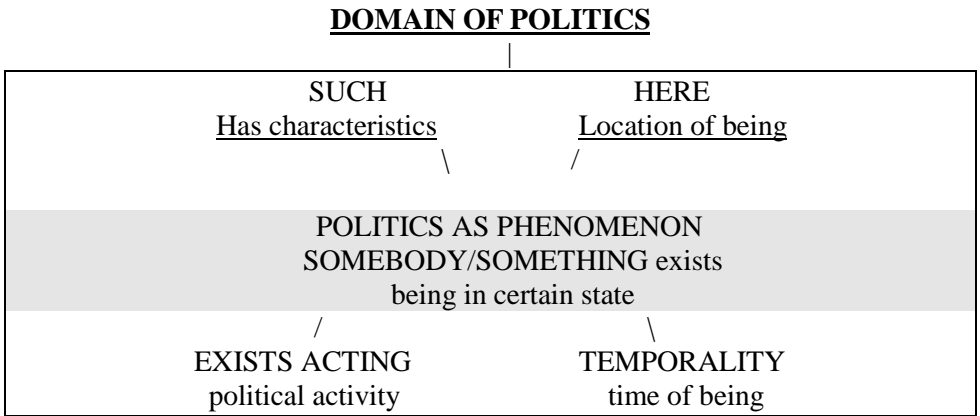 DOMAIN OF POLITICS
SUCH HERE
Has characteristics Location of being
POLITICS AS PHENOMENON
SOMEBODY/SOMETHING exists
being in certain state
EXISTS ACTING TEMPORALITY
political activity time of being